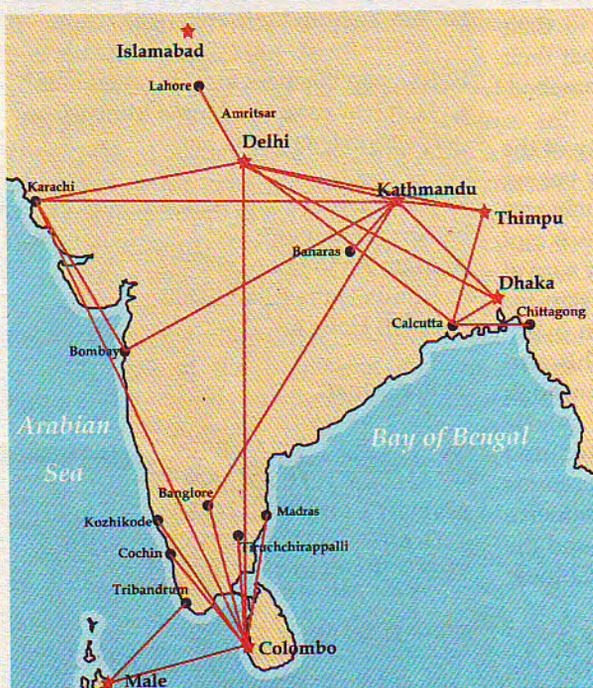 Islamabad
Lahore
Amritsar
Delhi
Karachi
Kathmandu
Thimpu
Banaras
Dhaka
Chittagong
Calcutta
Bombay
Arabian
Sea
Bay of Bengal
Banglore
Madras
Kozhikode
Tiruchchirappalli
Cochin
Tribandrum
Colombo
Male